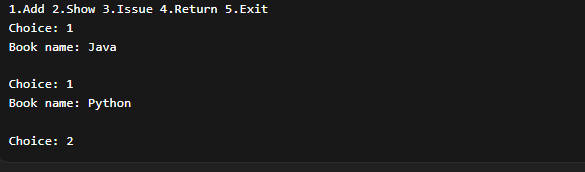 1.Add 2.Show 3.Issue 4.Return 5.Exit
Choice: 1
Book name: Java
Choice: 1
Book name: Python
Choice: 2